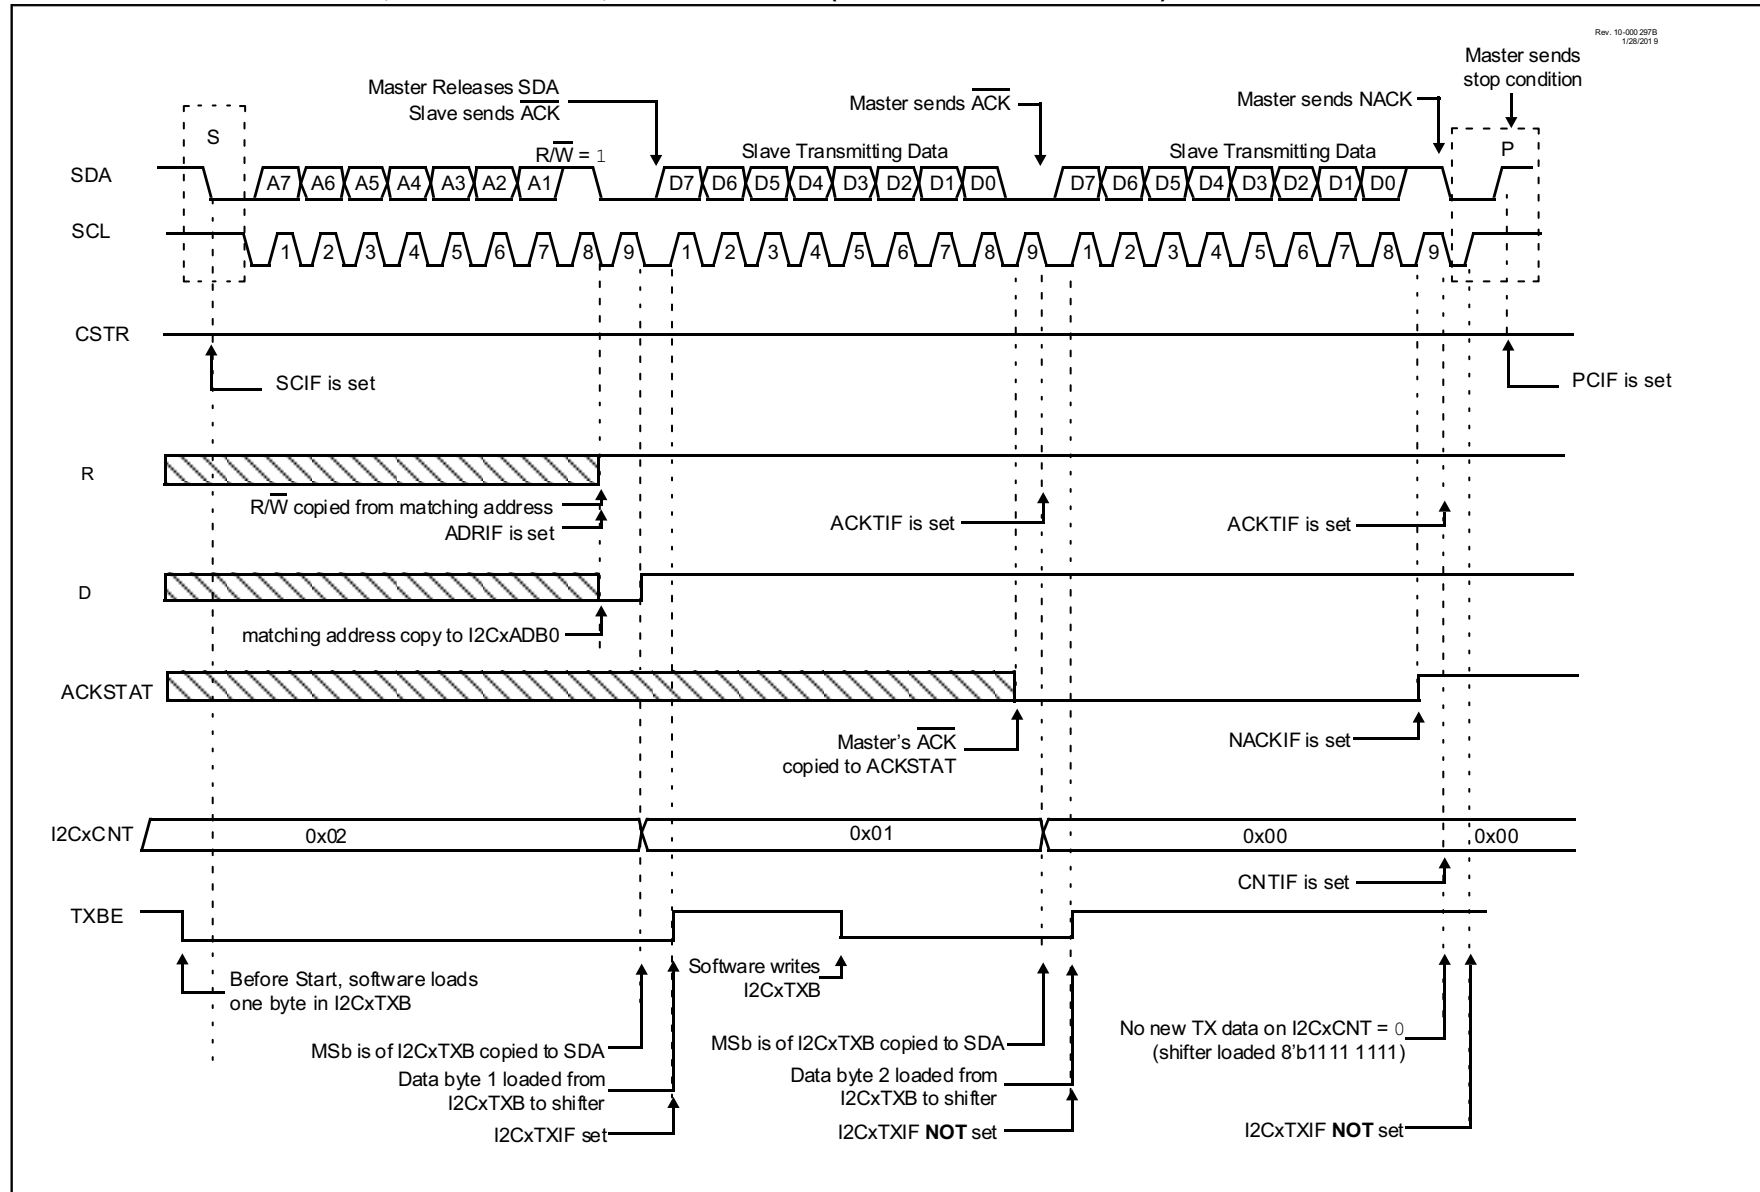 Rev. 10-000 297B
1/28/201 9
Master sends
stop condition
Master Releases SDA
Slave sends ACK
Master sends ACK
Master sends NACK
S
R/W = 1
Slave Transmitting Data
Slave Transmitting Data
P
SDA
A7 A6 A5 A4 A3 A2 A1
D7 D6 D5 D4 D3 D2 D1 D0
D7 D6 D5 D4 D3 D2 D1 D0
SCL
1 2 3 4 5 6 7 8 9
1 2 3 4 5 6 7 8 9
1 2 3 4 5 6 7 8 9
CSTR
SCIF is set
PCIF is set
R
R/W copied from matching address
ADRIF is set
ACKTIF is set
ACKTIF is set
D
matching address copy to I2CxADB0
ACKSTAT
Master's ACK
copied to ACKSTAT
NACKIF is set
I2CxCNT
0x02
0x01
0x00
0x00
CNTIF is set
TXBE
Before Start, software loads
one byte in I2CxTXB
Software writes
I2CxTXB
MSb is of I2CxTXB copied to SDA
Data byte 1 loaded from
I2CxTXB to shifter
I2CxTXIF set
MSb is of I2CxTXB copied to SDA
Data byte 2 loaded from
I2CxTXB to shifter
I2CxTXIF NOT set
No new TX data on I2CxCNT = 0
(shifter loaded 8'b1111 1111)
I2CxTXIF NOT set